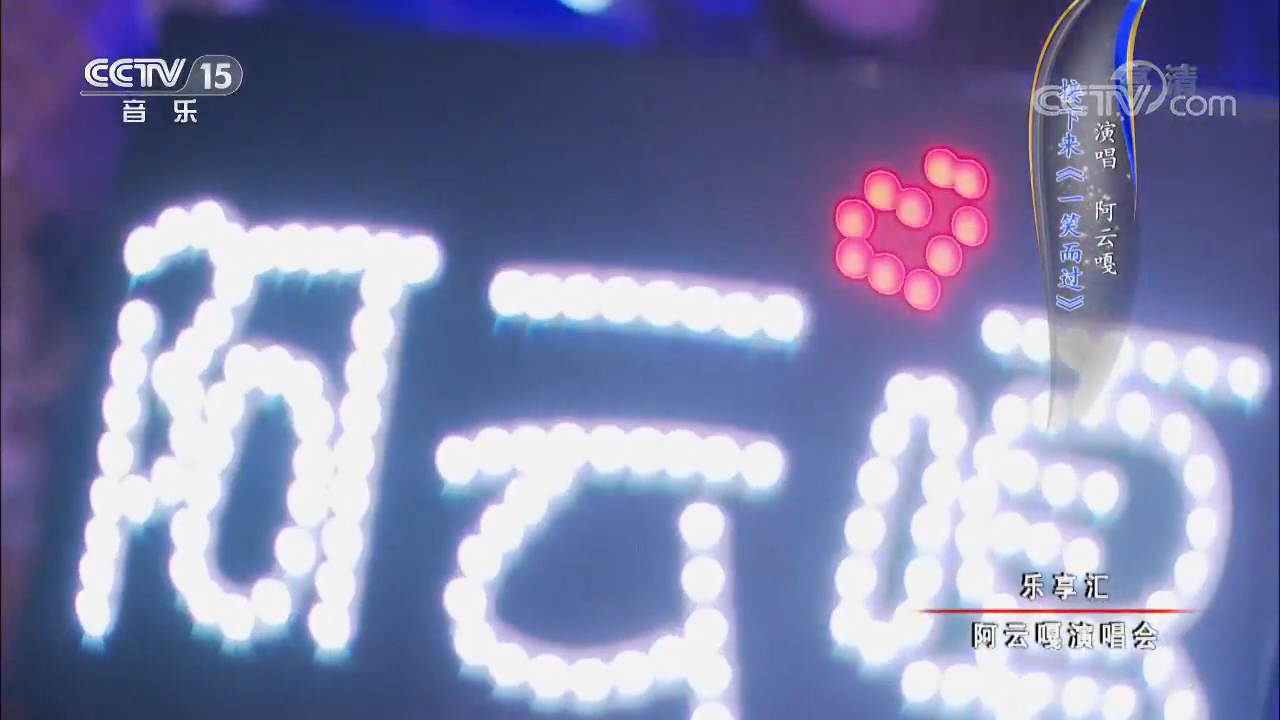 CCTV 15
音乐
高清
CCTV.com
演唱 阿云嘎
接下来《一笑而过》
阿云嘎
乐享汇
阿云嘎演唱会